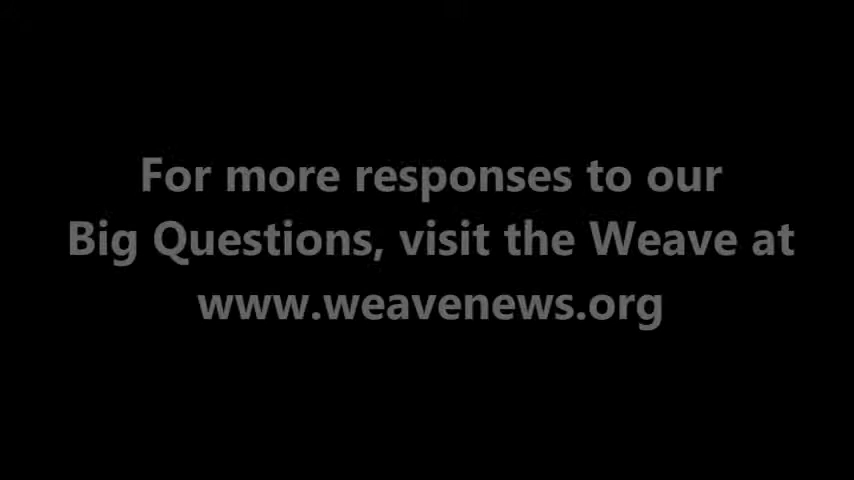 For more responses to our
Big Questions, visit the Weave at
www.weavenews.org